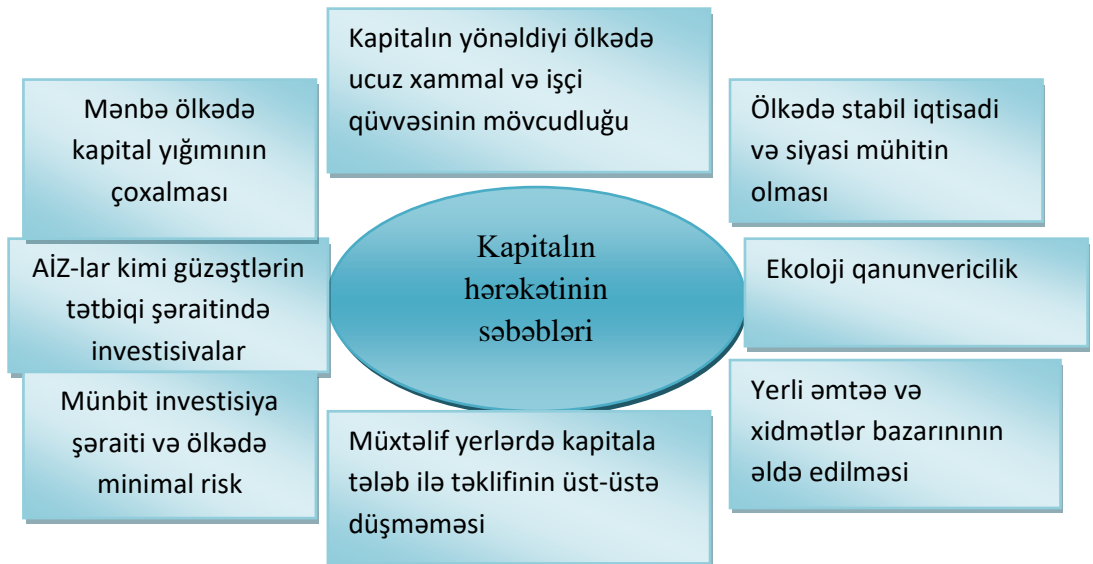 Kapitalın yönəldiyi ölkədə
ucuz xammal və işçi
qüvvəsinin mövcudluğu
Mənbə ölkədə
kapital yığımının
çoxalması
Ölkədə stabil iqtisadi
və siyasi mühitin
olması
Kapitalın
hərəkətinin
səbəbləri
AİZ-lar kimi güzəştlərin
tətbiqi şəraitində
investisivalar
Ekoloji qanunvericilik
Münbit investisiya
şəraiti və ölkədə
minimal risk
Müxtəlif yerlərdə kapitala
tələb ilə təklifinin üst-üstə
düşməməsi
Yerli əmtəə və
xidmətlər bazarınının
əldə edilməsi